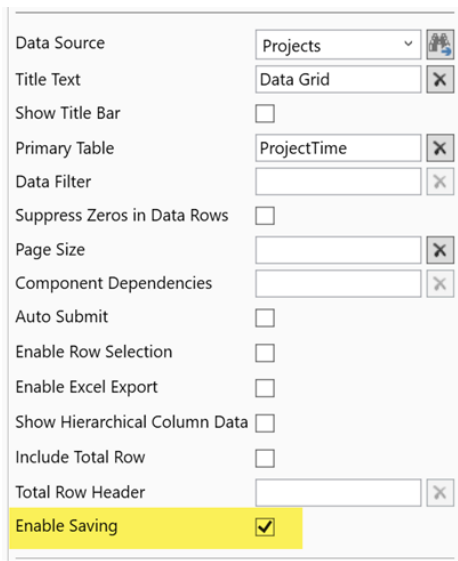 Data Source Projects
Title Text Data Grid
Show Title Bar
Primary Table ProjectTime
Data Filter
Suppress Zeros in Data Rows
Page Size
Component Dependencies
Auto Submit
Enable Row Selection
Enable Excel Export
Show Hierarchical Column Data
Include Total Row
Total Row Header
Enable Saving